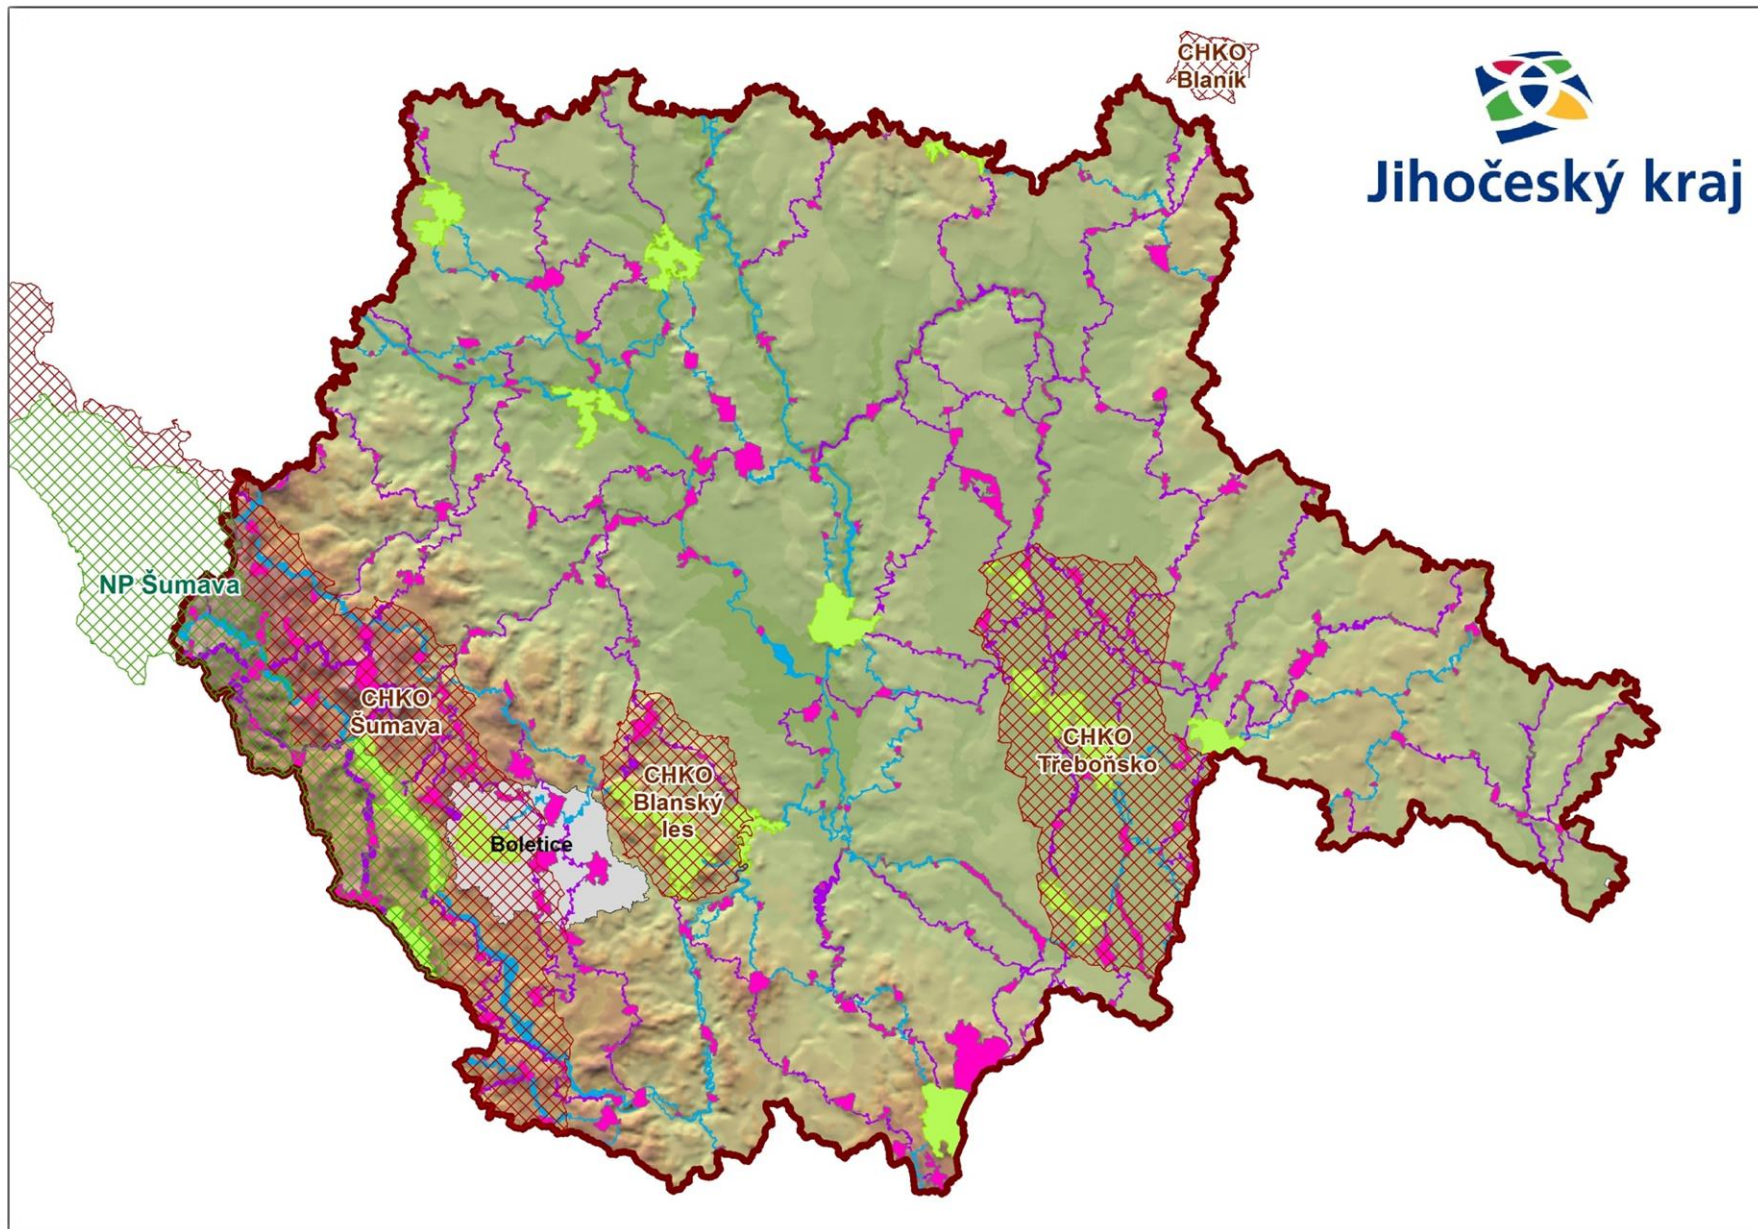 CHKO
Blaník
Jihočeský kraj
NP Šumava
CHKO
Šumava
CHKO
Třeboňsko
CHKO
Blanský
les
Boletice